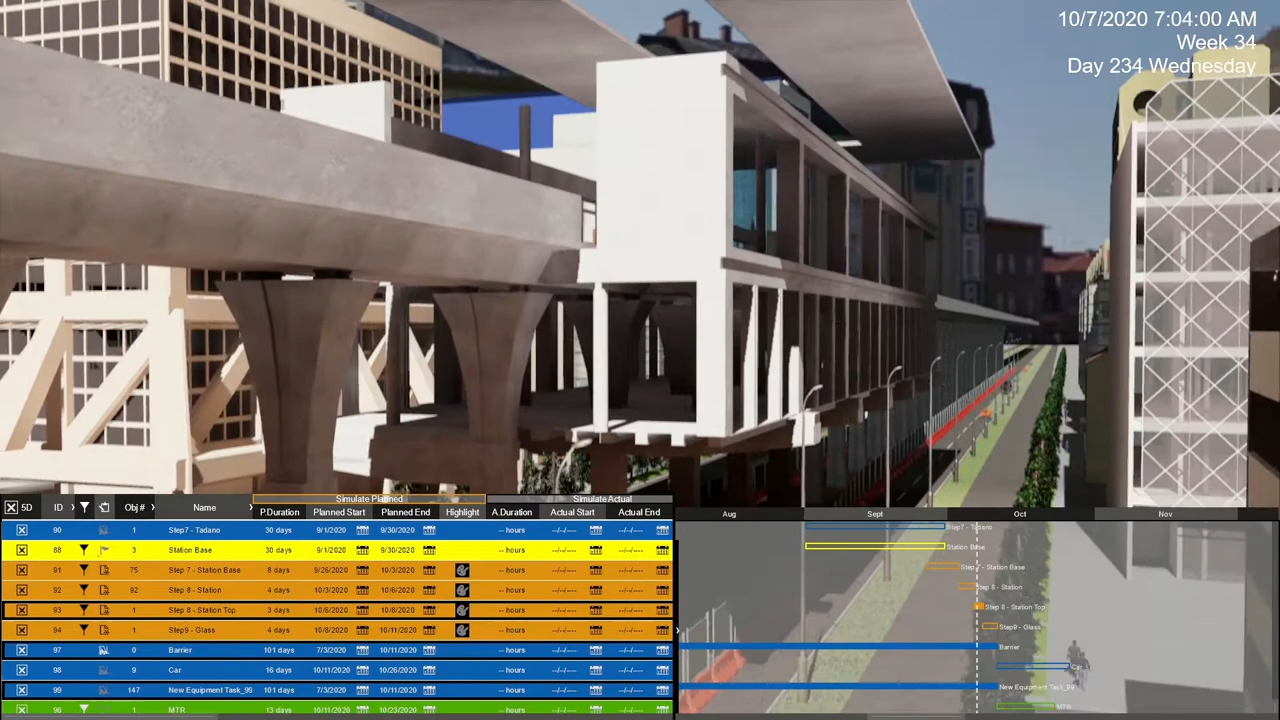 10/7/2020 7:04:00 AM
Week 34
Day 234 Wednesday
Simulate Planned Simulate Actual
5D ID Obj # Name P.Duration Planned Start Planned End Highlight A.Duration Actual Start Actual End
90 1 Step7 - Tadano 30 days 9/1/2020 9/30/2020 -- hours --/--/---- --/--/----
88 3 Station Base 30 days 9/1/2020 9/30/2020 -- hours --/--/---- --/--/----
91 75 Step 7 - Station Base 8 days 9/26/2020 10/3/2020 -- hours --/--/---- --/--/----
92 92 Step 8 - Station 4 days 10/3/2020 10/6/2020 -- hours --/--/---- --/--/----
93 1 Step 8 - Station Top 3 days 10/6/2020 10/8/2020 -- hours --/--/---- --/--/----
94 1 Step9 - Glass 4 days 10/8/2020 10/11/2020 -- hours --/--/---- --/--/----
97 0 Barrier 101 days 7/3/2020 10/11/2020 -- hours --/--/---- --/--/----
98 9 Car 16 days 10/11/2020 10/26/2020 -- hours --/--/---- --/--/----
99 147 New Equipment Task_99 101 days 7/3/2020 10/11/2020 -- hours --/--/---- --/--/----
96 1 MTR 13 days 10/11/2020 10/23/2020 -- hours --/--/---- --/--/----
Aug Sept Oct Nov
Step7 - Tadano
Station Base
Step 7 - Station Base
Step 8 - Station
Step 8 - Station Top
Step9 - Glass
Barrier
Car
New Equipment Task_99
MTR